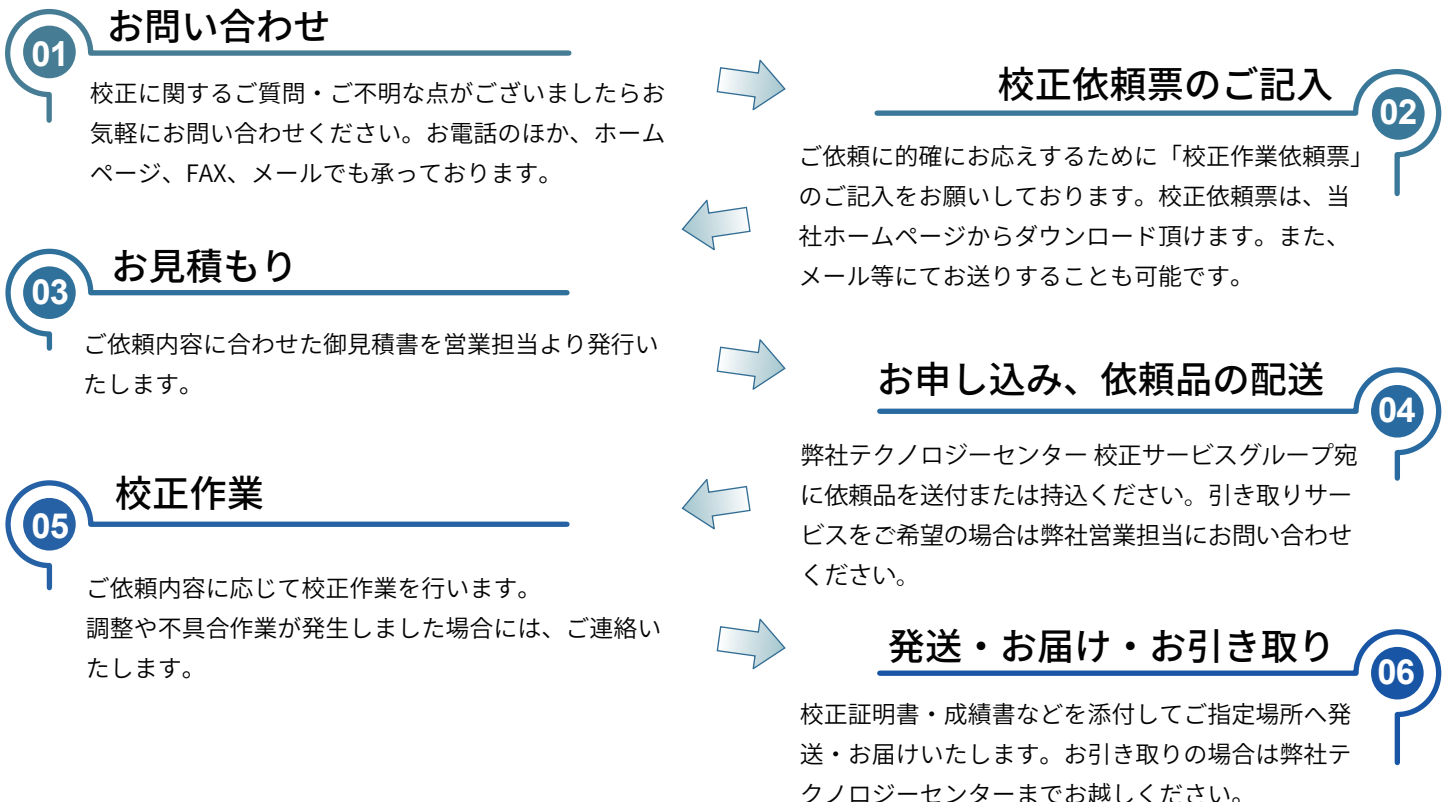 01
お問い合わせ
校正に関するご質問・ご不明な点がございましたらお
気軽にお問い合わせください。お電話のほか、ホーム
ページ、FAX、メールでも承っております。
校正依頼票のご記入
02
ご依頼に的確にお応えするために「校正作業依頼票」
のご記入をお願いしております。校正依頼票は、当
社ホームページからダウンロード頂けます。また、
メール等にてお送りすることも可能です。
お見積もり
03
ご依頼内容に合わせた御見積書を営業担当より発行い
たします。
お申し込み、依頼品の配送
04
弊社テクノロジーセンター 校正サービスグループ宛
に依頼品を送付または持込ください。引き取りサー
ビスをご希望の場合は弊社営業担当にお問い合わせ
ください。
校正作業
05
ご依頼内容に応じて校正作業を行います。
調整や不具合作業が発生しました場合には、ご連絡い
たします。
発送・お届け・お引き取り
06
校正証明書・成績書などを添付してご指定場所へ発
送・お届けいたします。お引き取りの場合は弊社テ
クノロジーセンターまでお越しください。